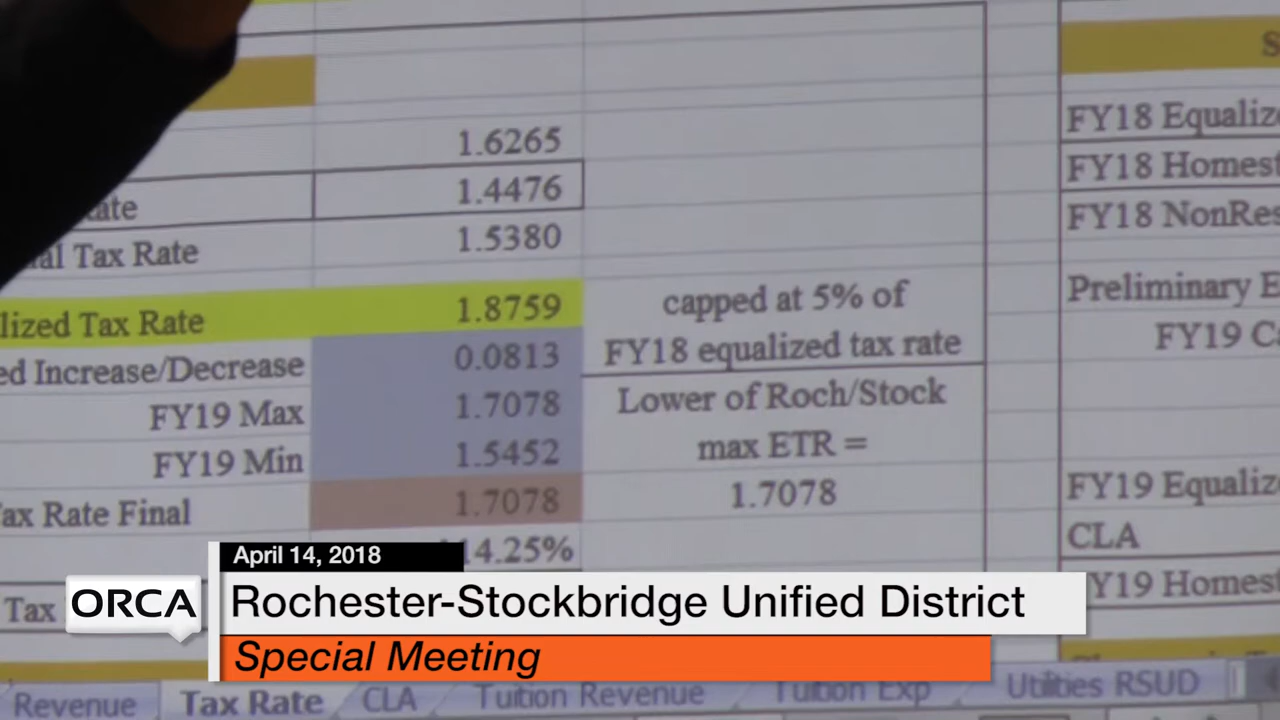 1.6265
1.4476
1.5380
al Tax Rate
lized Tax Rate 1.8759
ed Increase/Decrease 0.0813
FY19 Max 1.7078
FY19 Min 1.5452
ax Rate Final 1.7078
14.25%
Tax
capped at 5% of
FY18 equalized tax rate
Lower of Roch/Stock
max ETR =
1.7078
S
FY18 Equalize
FY18 Homest
FY18 NonRes
Preliminary E
FY19 Ca
FY19 Equalize
CLA
Y19 Homest
April 14, 2018
ORCA
Rochester-Stockbridge Unified District
Special Meeting
Revenue Tax Rate CLA Tuition Revenue Tuition Exp Utilities RSUD